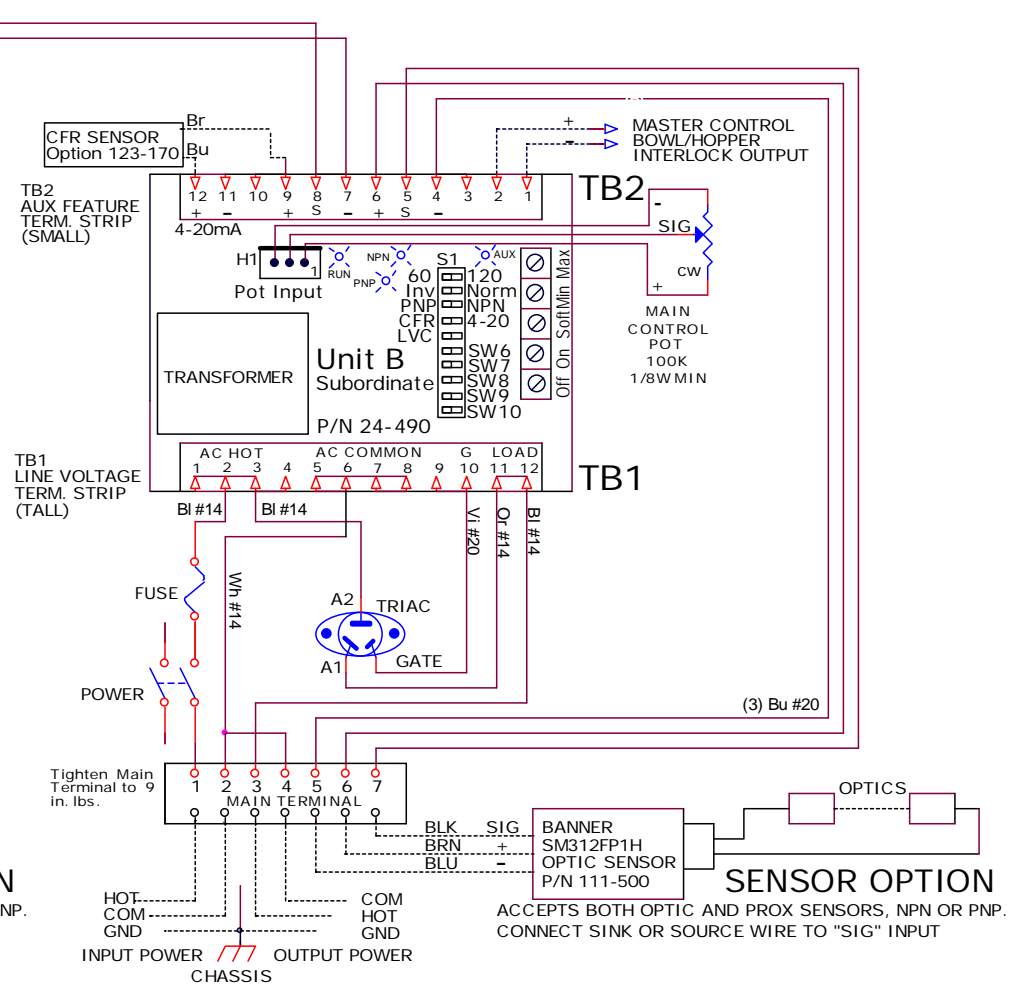 Br
CFR SENSOR
Option 123-170
Bu
+
-
MASTER CONTROL
BOWL/HOPPER
INTERLOCK OUTPUT
TB2
AUX FEATURE
TERM. STRIP
(SMALL)
12 11 10 9 8 7 6 5 4 3 2 1
+ - + S - + S -
4-20mA
TB2
-
SIG
CW
+
MAIN
CONTROL
POT
100K
1/8W MIN
H1
1
Pot Input
RUN
NPN
PNP
AUX
S1
60 120
Inv Norm
PNP NPN
CFR 4-20
LVC
SW6
SW7
SW8
SW9
SW10
Off On Soft Min Max
TRANSFORMER
Unit B
Subordinate
P/N 24-490
TB1
LINE VOLTAGE
TERM. STRIP
(TALL)
AC HOT AC COMMON G LOAD
1 2 3 4 5 6 7 8 9 10 11 12
TB1
Bl #14
Bl #14
Vi #20
Or #14
Bl #14
Wh #14
FUSE
A2
TRIAC
A1
GATE
POWER
(3) Bu #20
Tighten Main
Terminal to 9
in. lbs.
1 2 3 4 5 6 7
MAIN TERMINAL
OPTICS
BLK SIG
BRN +
BLU -
BANNER
SM312FP1H
OPTIC SENSOR
P/N 111-500
N
NP.
SENSOR OPTION
ACCEPTS BOTH OPTIC AND PROX SENSORS, NPN OR PNP.
CONNECT SINK OR SOURCE WIRE TO "SIG" INPUT
HOT COM
COM HOT
GND GND
INPUT POWER OUTPUT POWER
CHASSIS